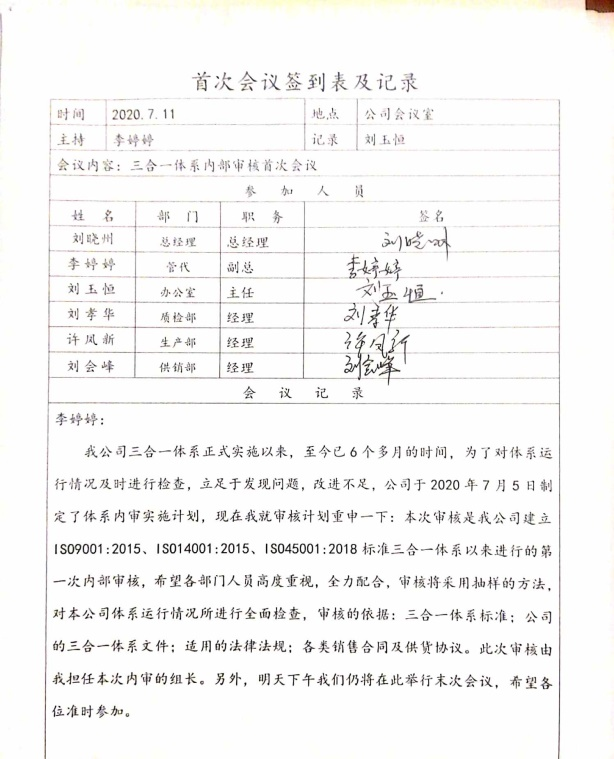 首次会议签到表及记录
时间 2020.7.11 地点 公司会议室
主持 李婷婷 记录 刘玉恒
会议内容：三合一体系内部审核首次会议
参 加 人 员
姓 名 部 门 职 务 签名
刘晓州 总经理 总经理 刘晓州
李婷婷 管代 副总 李婷婷
刘玉恒 办公室 主任 刘玉恒.
刘孝华 质检部 经理 刘孝华
许风新 生产部 经理 许风新
刘会峰 供销部 经理 刘会峰
会 议 记 录
李婷婷：
我公司三合一体系正式实施以来，至今已 6 个多月的时间，为了对体系运
行情况及时进行检查，立足于发现问题，改进不足，公司于 2020 年 7 月 5 日制
定了体系内审实施计划，现在我就审核计划重申一下：本次审核是我公司建立
ISO9001:2015、ISO14001:2015、ISO45001:2018 标准三合一体系以来进行的第
一次内部审核，希望各部门人员高度重视，全力配合，审核将采用抽样的方法，
对本公司体系运行情况所进行全面检查，审核的依据：三合一体系标准；公司
的三合一体系文件；适用的法律法规；各类销售合同及供货协议。此次审核由
我担任本次内审的组长。另外，明天下午我们仍将在此举行末次会议，希望各
位准时参加。